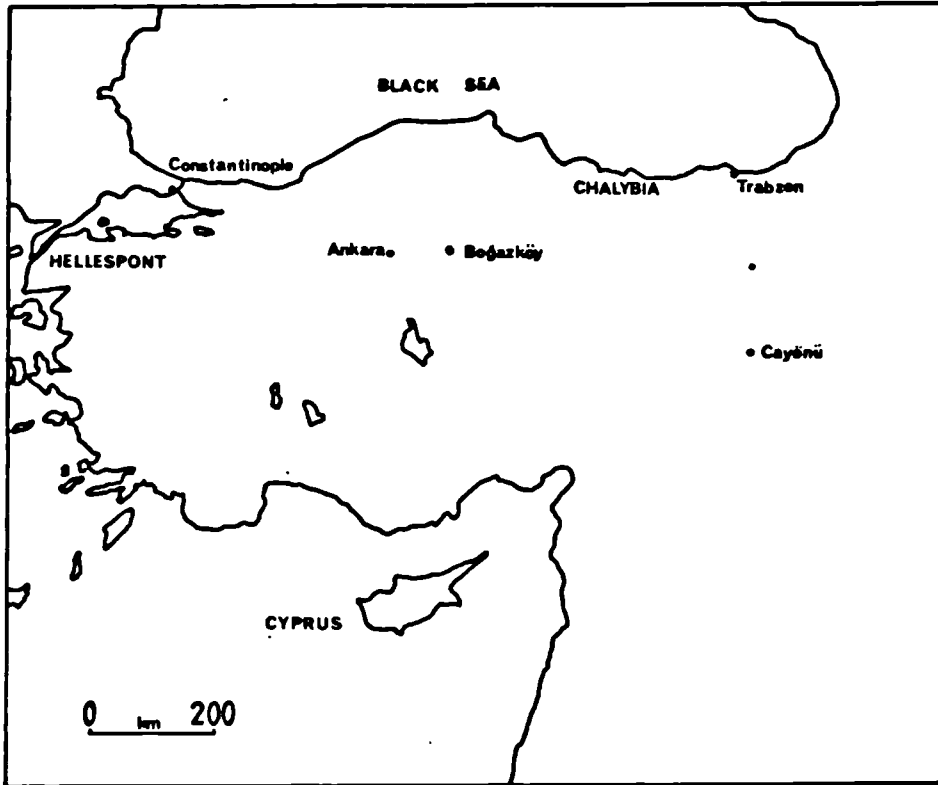 BLACK SEA
Constantinople
CHALYBIA
Trabzon
HELLESPONT
Ankara
Boğazköy
Cayönü
CYPRUS
0 km 200